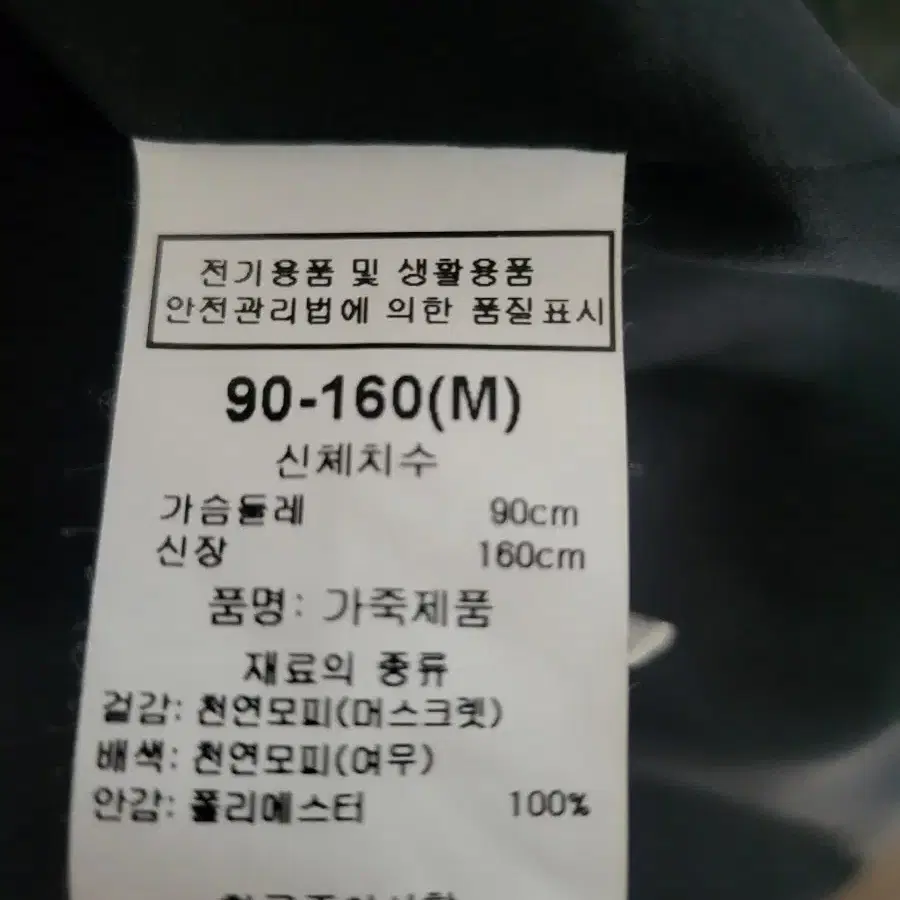 전기용품 및 생활용품
안전관리법에 의한 품질표시
90-160(M)
신체치수
가슴둘레 90cm
신장 160cm
품명: 가죽제품
재료의 종류
겉감: 천연모피(머스크렛)
배색: 천연모피(여우)
안감: 폴리에스터 100%